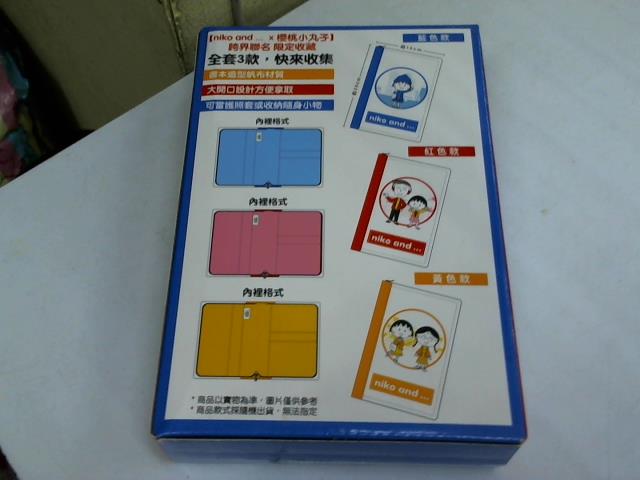 【niko and ... × 櫻桃小丸子】
跨界聯名 限定收藏
全套3款，快來收集
書本造型帆布材質
大開口設計方便拿取
可當護照套或收納隨身小物
內裡格式
內裡格式
內裡格式
藍色款
niko and ...
紅色款
niko and ...
黃色款
niko and ...
*商品以實物為準，圖片僅供參考
*商品款式採隨機出貨，無法指定